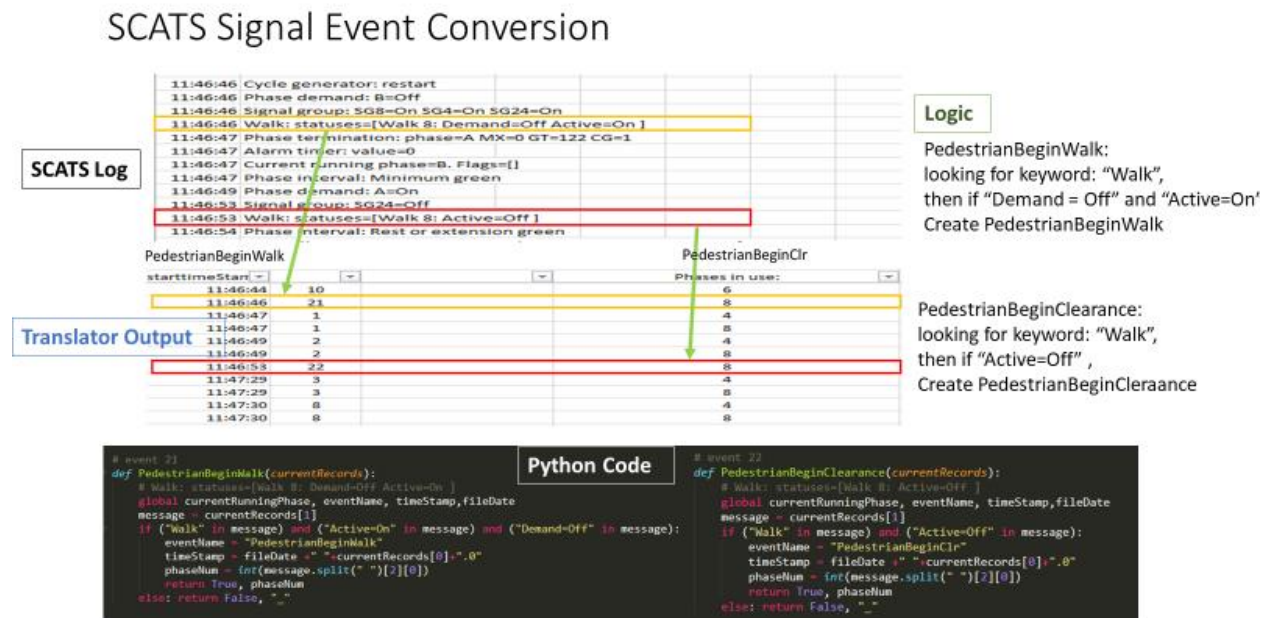 SCATS Signal Event Conversion
11:46:46 Cycle generator: restart
11:46:46 Phase demand: B=Off
11:46:46 Signal group: SG8=On SG4=On SG24=On
11:46:46 Walk: statuses=[Walk 8: Demand=Off Active=On ]
11:46:47 Phase termination: phase=A MX=0 GT=122 CG=1
11:46:47 Alarm timer: value=0
11:46:47 Current running phase=B. Flags=[]
11:46:47 Phase interval: Minimum green
11:46:49 Phase demand: A=On
11:46:53 Signal group: SG24=Off
11:46:53 Walk: statuses=[Walk 8: Active=Off ]
11:46:54 Phase interval: Rest or extension green
SCATS Log
Logic
PedestrianBeginWalk:
looking for keyword: “Walk”,
then if “Demand = Off” and “Active=On’
Create PedestrianBeginWalk
PedestrianBeginWalk
PedestrianBeginClr
starttimeStan Phases in use:
11:46:44 10 6
11:46:46 21 8
11:46:47 1 4
11:46:47 1 8
11:46:49 2 4
11:46:49 2 8
11:46:53 22 8
11:47:29 3 4
11:47:29 3 8
11:47:30 8 4
11:47:30 8 8
Translator Output
PedestrianBeginClearance:
looking for keyword: “Walk”,
then if “Active=Off” ,
Create PedestrianBeginCleraance
Python Code
# event 21
def PedestrianBeginWalk(currentRecords):
# Walk: statuses=[Walk 8: Demand=Off Active=On ]
global currentRunningPhase, eventName, timeStamp,fileDate
message = currentRecords[1]
if ("Walk" in message) and ("Active=On" in message) and ("Demand=Off" in message):
eventName = "PedestrianBeginWalk"
timeStamp = fileDate +" "+currentRecords[0]+".0"
phaseNum = int(message.split(" ")[2][0])
return True, phaseNum
else: return False, "_"
# event 22
def PedestrianBeginClearance(currentRecords):
# Walk: statuses=[Walk 8: Active=Off ]
global currentRunningPhase, eventName, timeStamp,fileDate
message = currentRecords[1]
if ("Walk" in message) and ("Active=Off" in message):
eventName = "PedestrianBeginClr"
timeStamp = fileDate +" "+currentRecords[0]+".0"
phaseNum = int(message.split(" ")[2][0])
return True, phaseNum
else: return False, "_"